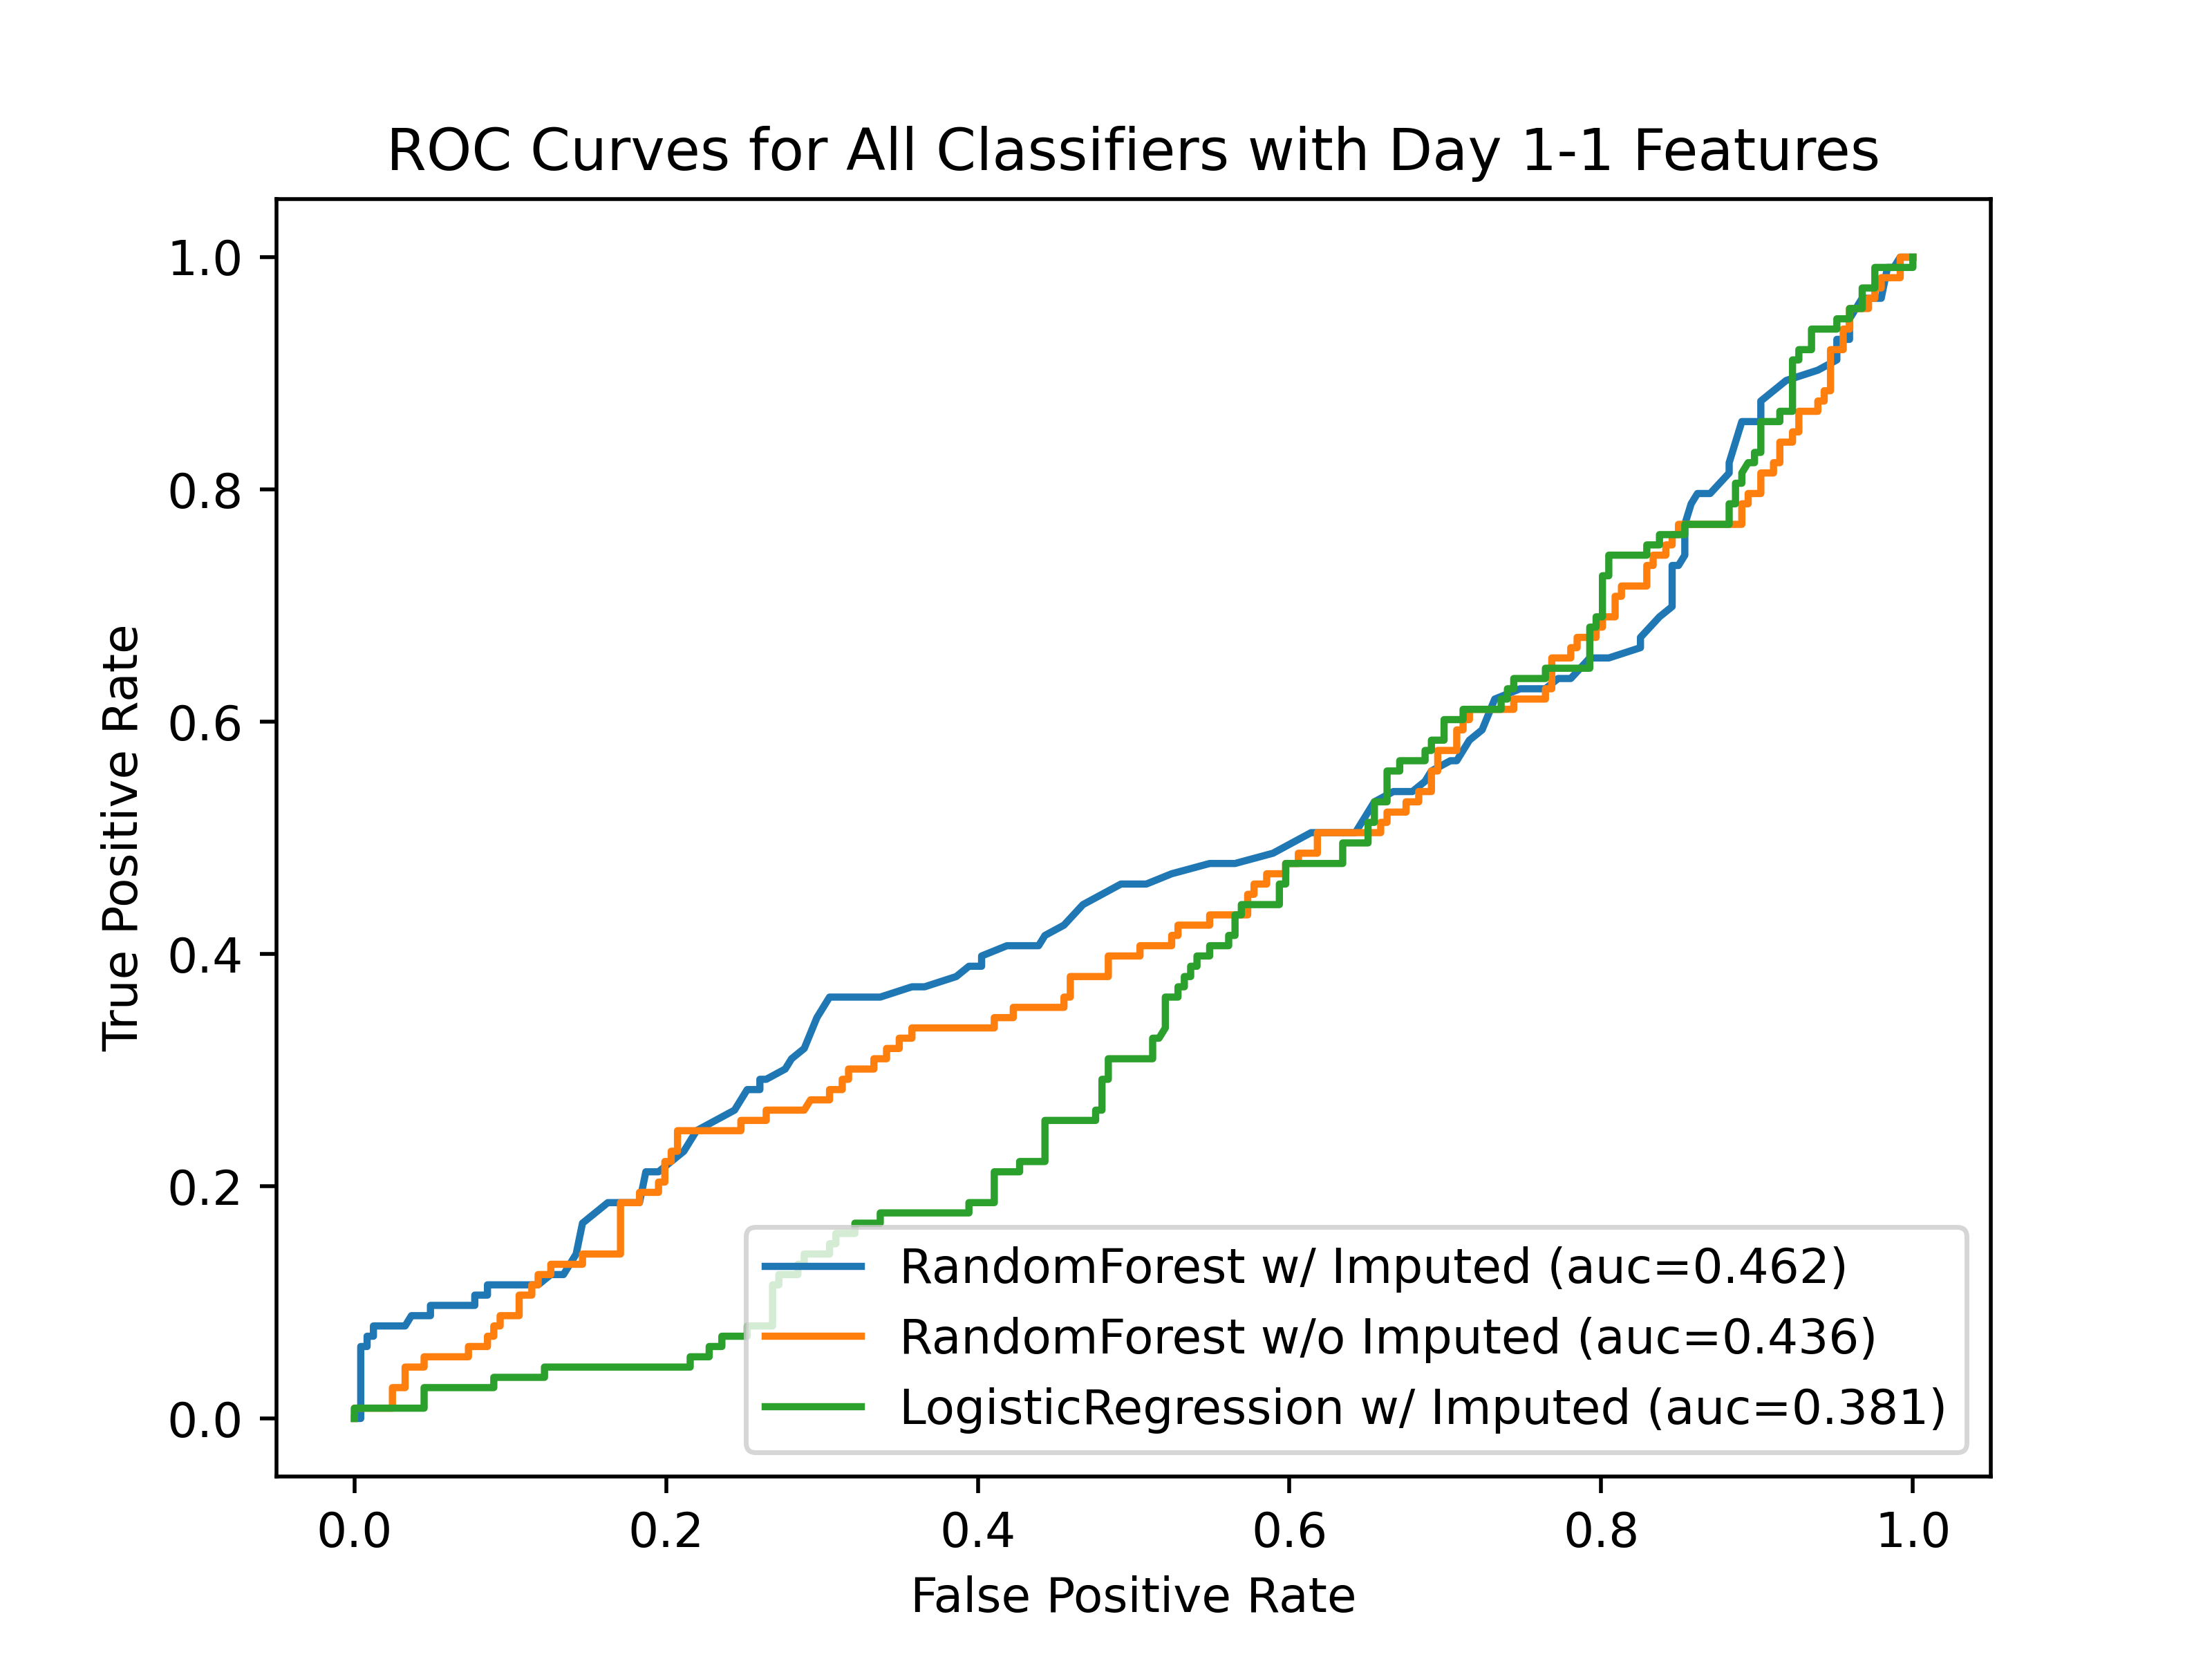 ROC Curves for All Classifiers with Day 1-1 Features
True Positive Rate
1.0
0.8
0.6
0.4
0.2
0.0
RandomForest w/ Imputed (auc=0.462)
RandomForest w/o Imputed (auc=0.436)
LogisticRegression w/ Imputed (auc=0.381)
0.0 0.2 0.4 0.6 0.8 1.0
False Positive Rate